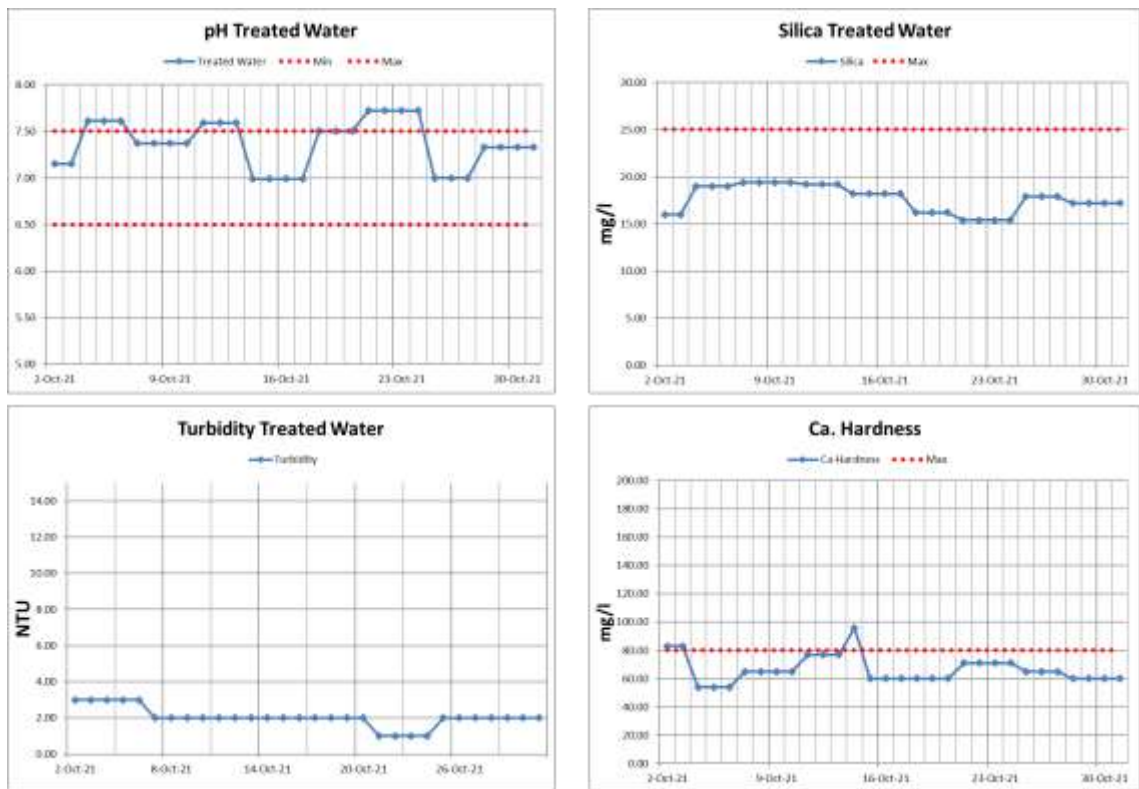 pH Treated Water
Treated Water Min Max
8.00
7.50
7.00
6.50
6.00
5.50
5.00
2-Oct-21 9-Oct-21 16-Oct-21 23-Oct-21 30-Oct-21
Silica Treated Water
Silica Max
30.00
25.00
20.00
15.00
10.00
5.00
0.00
mg/l
2-Oct-21 9-Oct-21 16-Oct-21 23-Oct-21 30-Oct-21
Turbidity Treated Water
Turbidity
14.00
12.00
10.00
8.00
6.00
4.00
2.00
0.00
NTU
2-Oct-21 8-Oct-21 14-Oct-21 20-Oct-21 26-Oct-21
Ca. Hardness
Ca-Hardness Max
200.00
180.00
160.00
140.00
120.00
100.00
80.00
60.00
40.00
20.00
0.00
mg/l
2-Oct-21 9-Oct-21 16-Oct-21 23-Oct-21 30-Oct-21